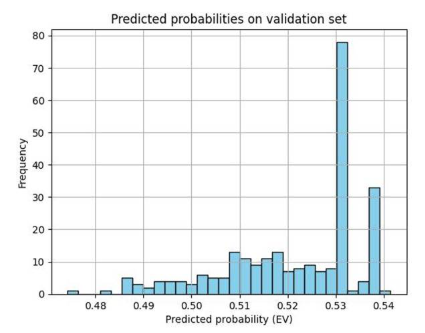 Predicted probabilities on validation set
80
70
60
50
40
30
20
10
0
Frequency
0.48 0.49 0.50 0.51 0.52 0.53 0.54
Predicted probability (EV)